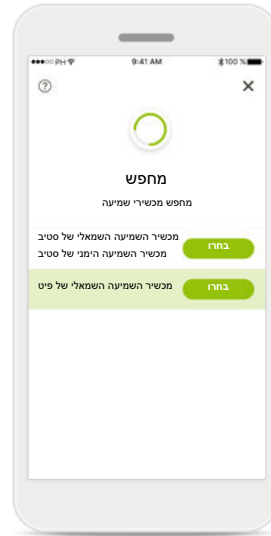 ●●●○○ PH 9:41 AM 100 %
?
מחפש
מחפש מכשירי שמיעה
מכשיר השמיעה השמאלי של סטיב
מכשיר השמיעה הימני של סטיב
בחרו
מכשיר השמיעה השמאלי של פיט
בחרו